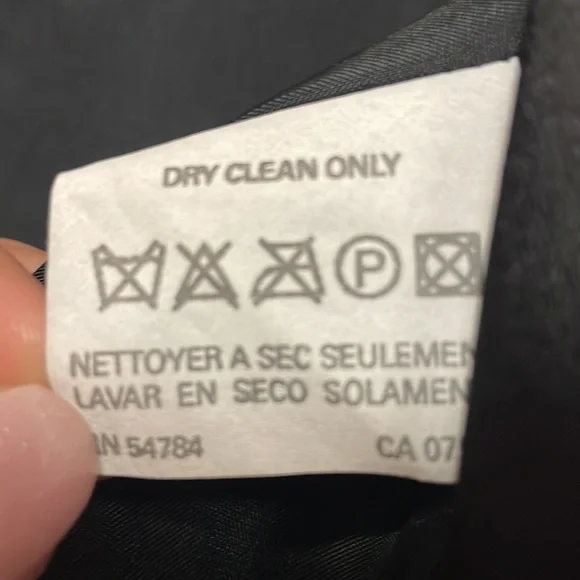 DRY CLEAN ONLY
P
NETTOYER A SEC SEULEMEN
LAVAR EN SECO SOLAMEN
N 54784 CA 07